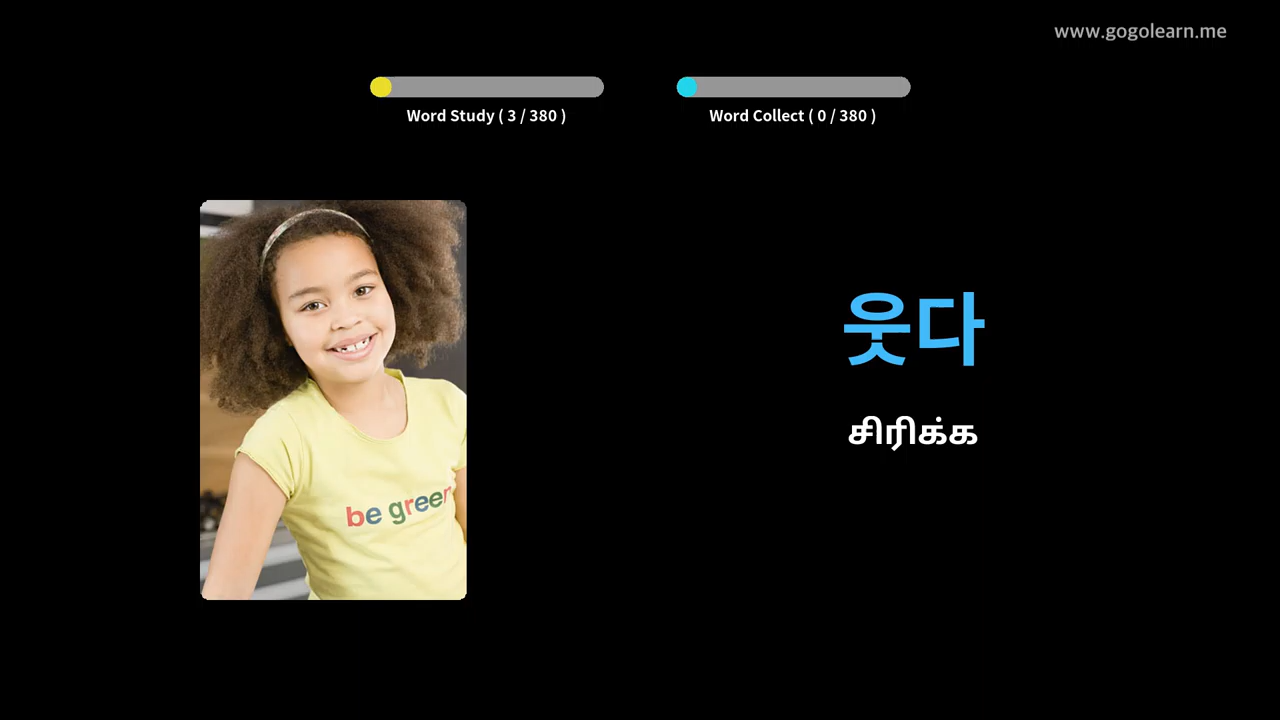 www.gogolearn.me
Word Study ( 3 / 380 )
Word Collect ( 0 / 380 )
웃다
சிரிக்க
be green